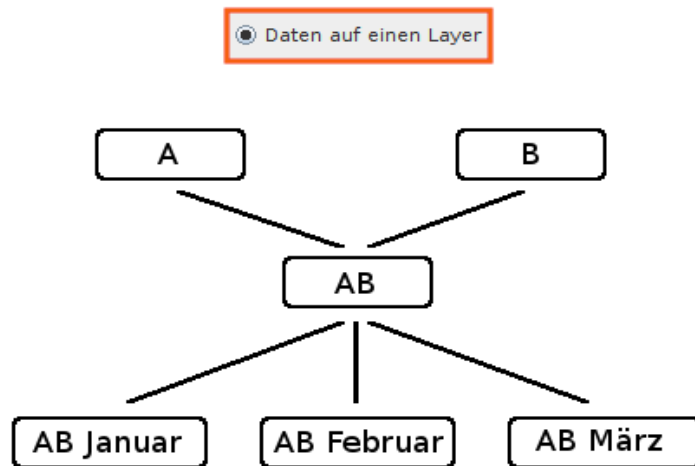 Daten auf einen Layer
A
B
AB
AB Januar
AB Februar
AB März